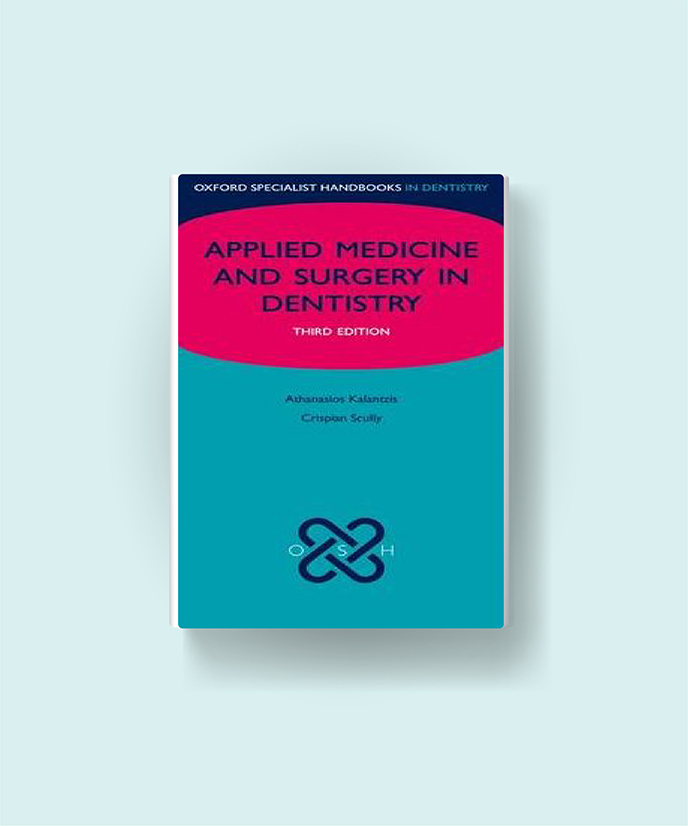 OXFORD SPECIALIST HANDBOOKS IN DENTISTRY
APPLIED MEDICINE
AND SURGERY IN
DENTISTRY
THIRD EDITION
Athanasios Kalantzis
Crispian Scully
O S H